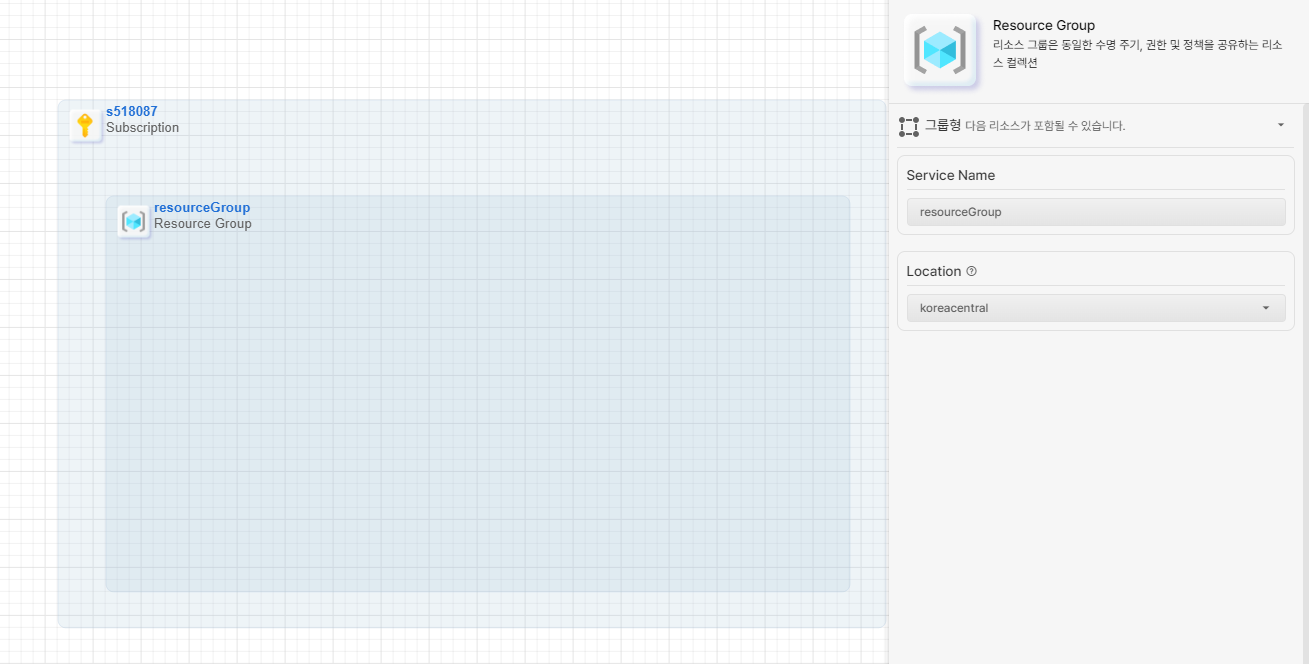 s518087
Subscription
resourceGroup
Resource Group
Resource Group
리소스 그룹은 동일한 수명 주기, 권한 및 정책을 공유하는 리소
스 컬렉션
그룹형 다음 리소스가 포함될 수 있습니다.
Service Name
resourceGroup
Location
koreacentral